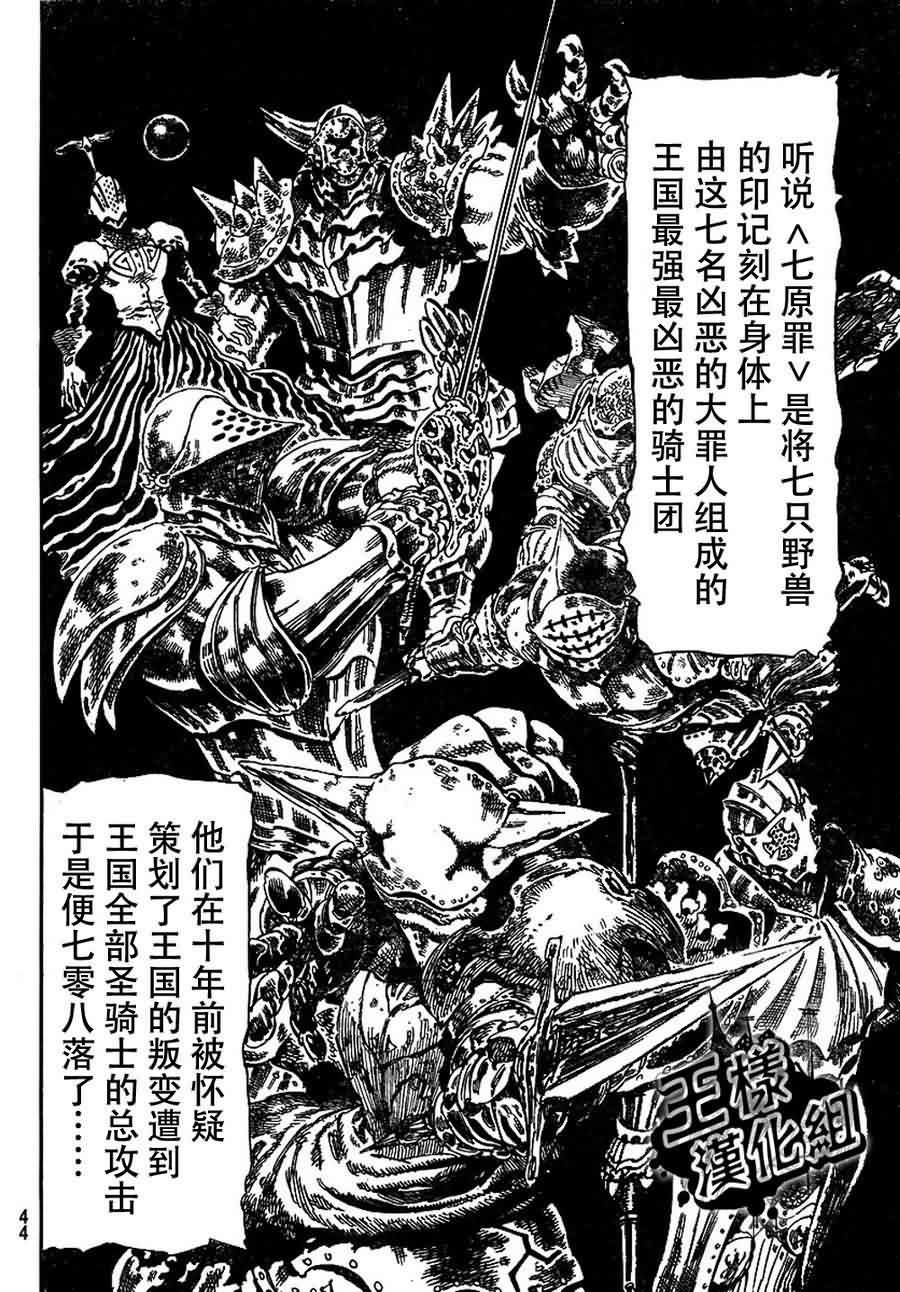 听说<七原罪>是将七只野兽
的印记刻在身体上
由这七名凶恶的大罪人组成的
王国最强最凶恶的骑士团
他们在十年前被怀疑
策划了王国的叛变遭到
王国全部圣骑士的总攻击
于是便七零八落了……
王様
漢化組
44